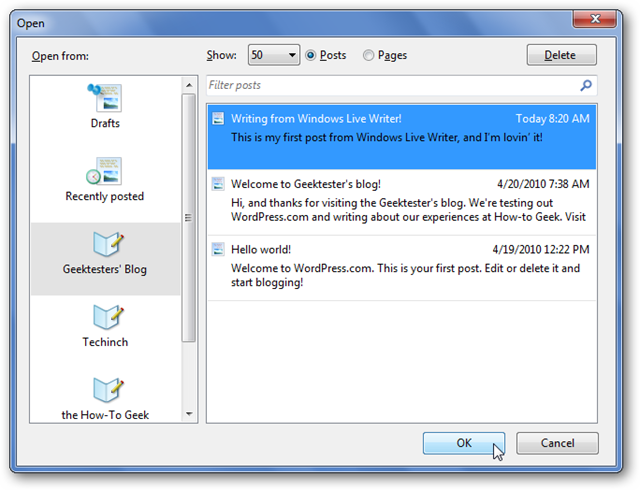 Open
Open from:
Show: 50 Posts Pages Delete
Filter posts
Drafts
Recently posted
Geektesters' Blog
Techinch
the How-To Geek
Writing from Windows Live Writer! Today 8:20 AM
This is my first post from Windows Live Writer, and I'm lovin' it!
Welcome to Geektester's blog! 4/20/2010 7:38 AM
Hi, and thanks for visiting the Geektester's blog. We're testing out
WordPress.com and writing about our experiences at How-to Geek. Visit
Hello world! 4/19/2010 12:22 PM
Welcome to WordPress.com. This is your first post. Edit or delete it and
start blogging!
OK Cancel